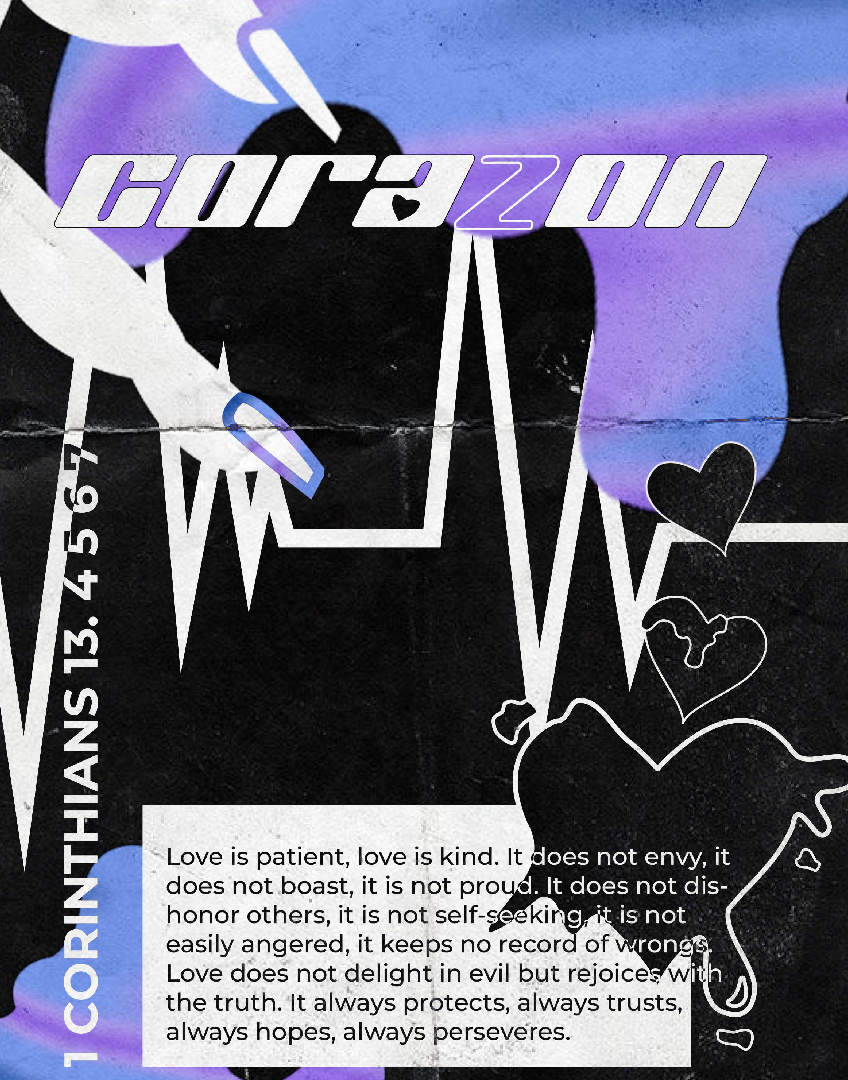 corazon
1 CORINTHIANS 13. 4 5 6 7
Love is patient, love is kind. It does not envy, it
does not boast, it is not proud. It does not dis-
honor others, it is not self-seeking, it is not
easily angered, it keeps no record of wrongs.
Love does not delight in evil but rejoices with
the truth. It always protects, always trusts,
always hopes, always perseveres.